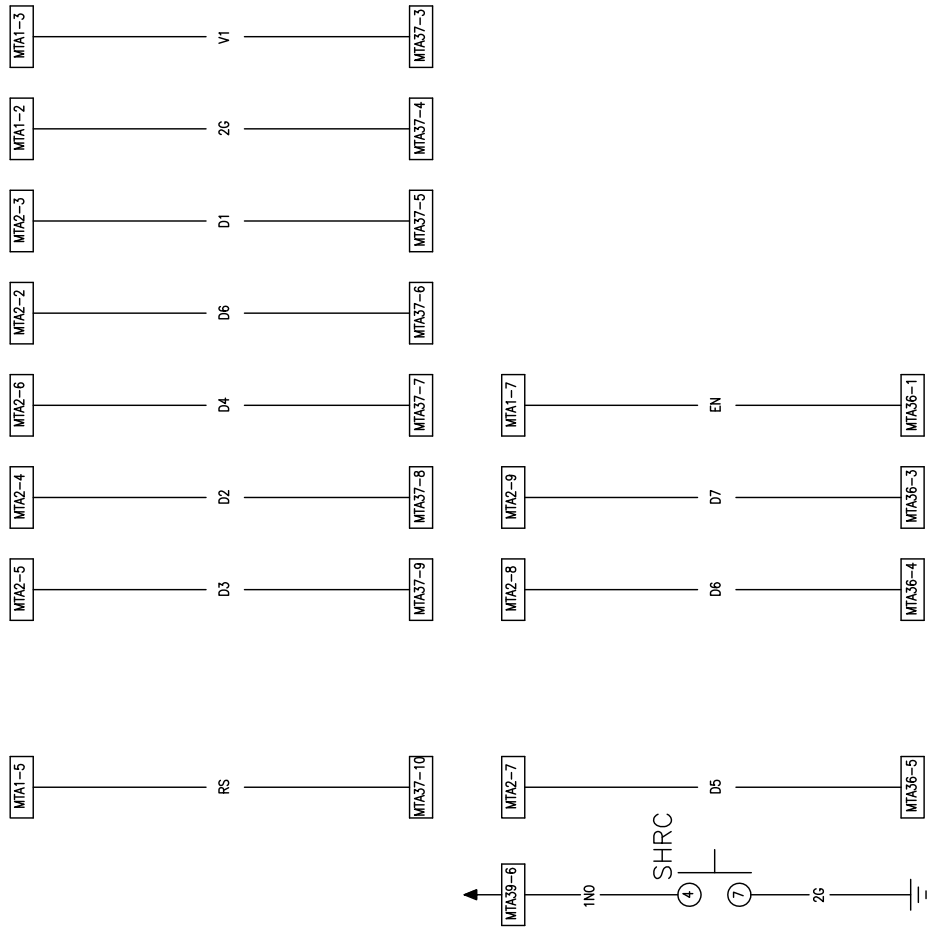 MTA1-3 V1 MTA37-3
MTA1-2 2G MTA37-4
MTA2-3 D1 MTA37-5
MTA2-2 D6 MTA37-6
MTA2-6 D4 MTA37-7
MTA2-4 D2 MTA37-8
MTA2-5 D3 MTA37-9
MTA1-5 RS MTA37-10
MTA1-7 EN MTA36-1
MTA2-9 D7 MTA36-3
MTA2-8 D6 MTA36-4
MTA2-7 D5 MTA36-5
SHRC
MTA39-6 1NO 4 7 2G